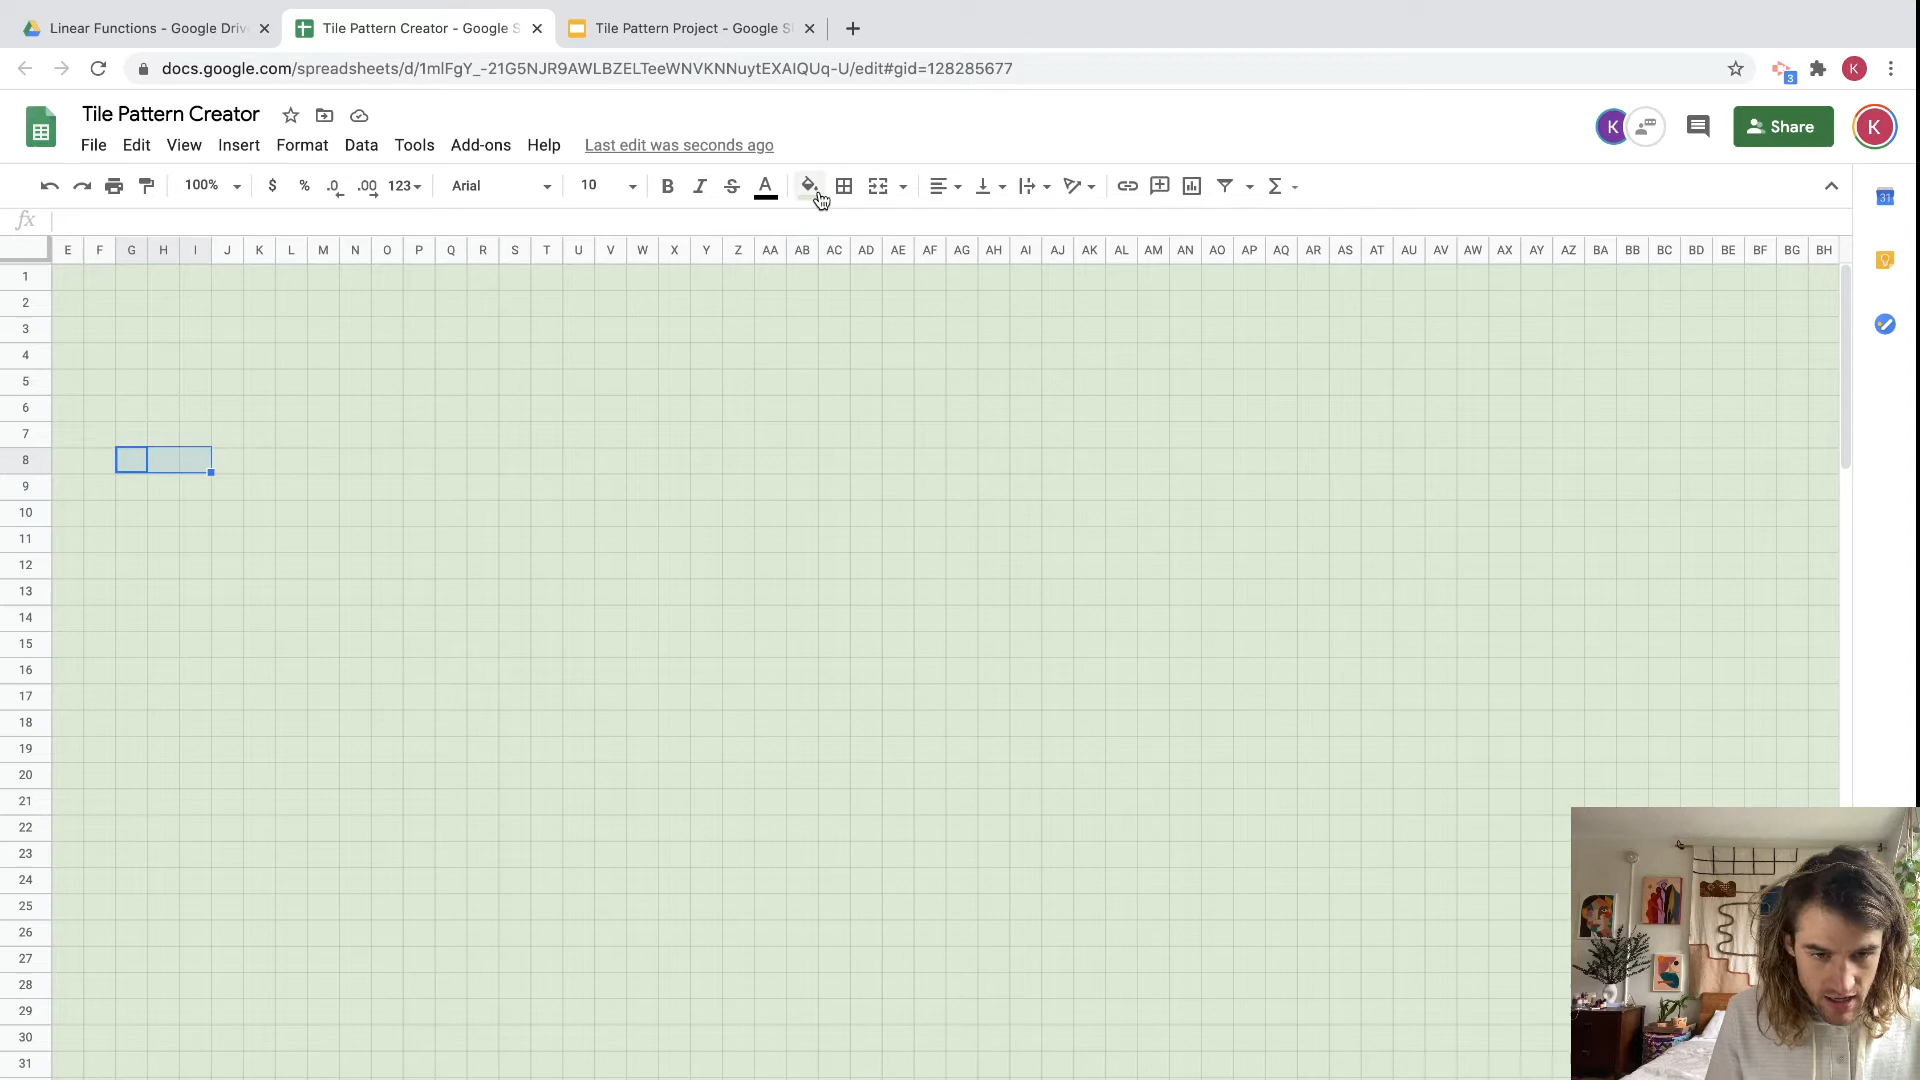 Linear Functions - Google Driv
Tile Pattern Creator - Google S
Tile Pattern Project - Google Sl
docs.google.com/spreadsheets/d/1mlFgY_-21G5NJR9AWLBZELTeeWNVKNNuytEXAIQUq-U/edit#gid=128285677
3
K
Tile Pattern Creator
K
Share
K
File Edit View Insert Format Data Tools Add-ons Help Last edit was seconds ago
100% $ % .0 .00 123 Arial 10 B I S A Σ
31
fx
E F G H I J K L M N O P Q R S T U V W X Y Z AA AB AC AD AE AF AG AH AI AJ AK AL AM AN AO AP AQ AR AS AT AU AV AW AX AY AZ BA BB BC BD BE BF BG BH
1
2
3
4
5
6
7
8
9
10
11
12
13
14
15
16
17
18
19
20
21
22
23
24
25
26
27
28
29
30
31